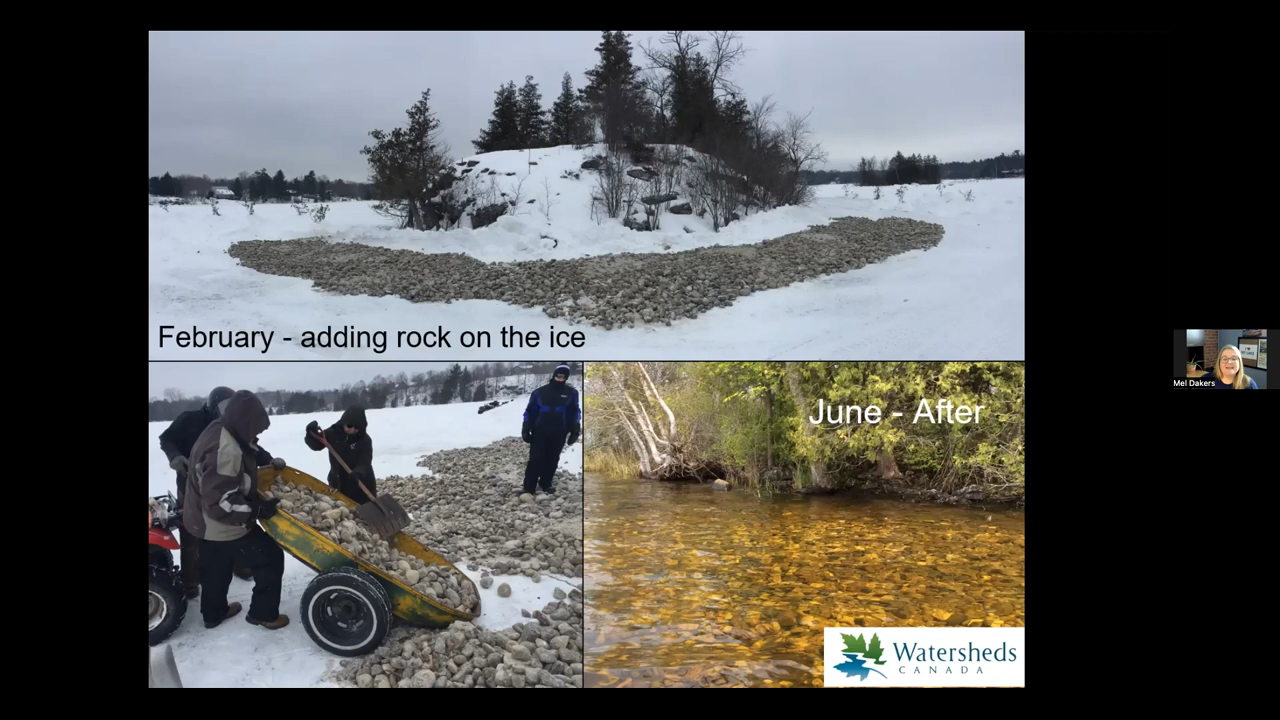 February - adding rock on the ice
June - After
Watersheds
CANADA
Mel Dakers